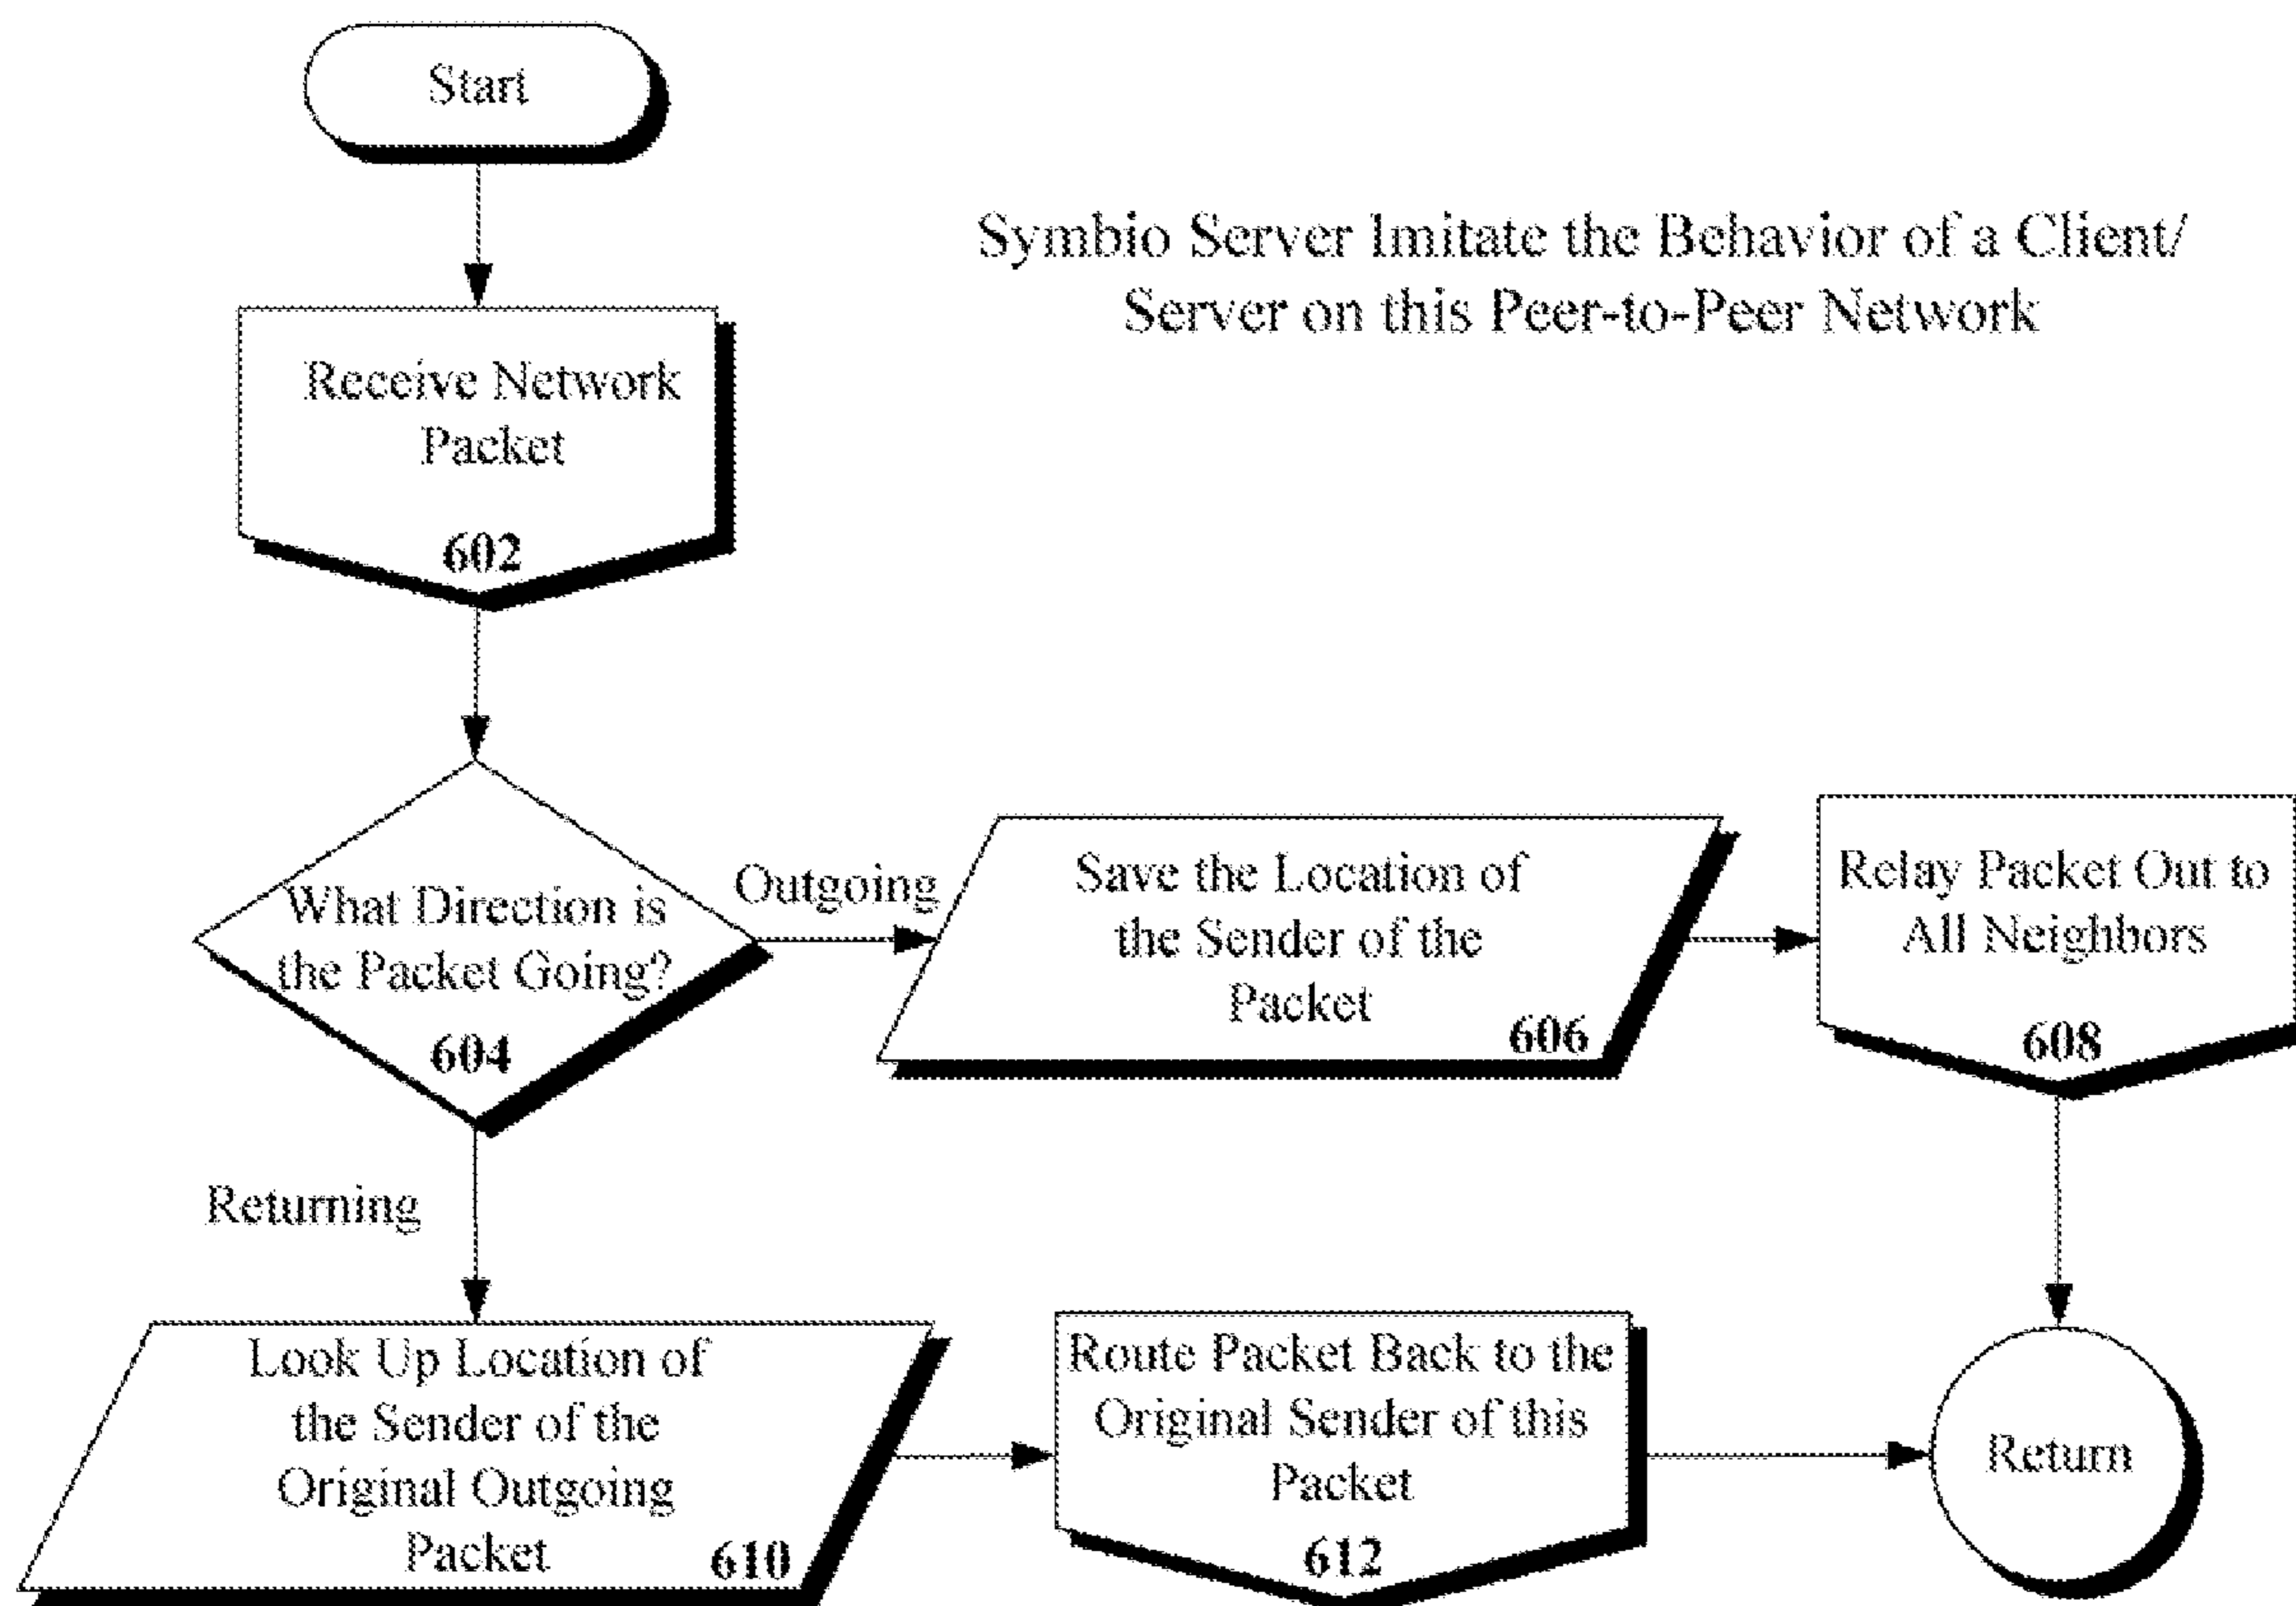 Start
Symbio Server Imitate the Behavior of a Client/
Server on this Peer-to-Peer Network
Receive Network
Packet
602
What Direction is
the Packet Going?
604
Outgoing
Save the Location of
the Sender of the
Packet
606
Relay Packet Out to
All Neighbors
608
Returning
Look Up Location of
the Sender of the
Original Outgoing
Packet
610
Route Packet Back to the
Original Sender of this
Packet
612
Return